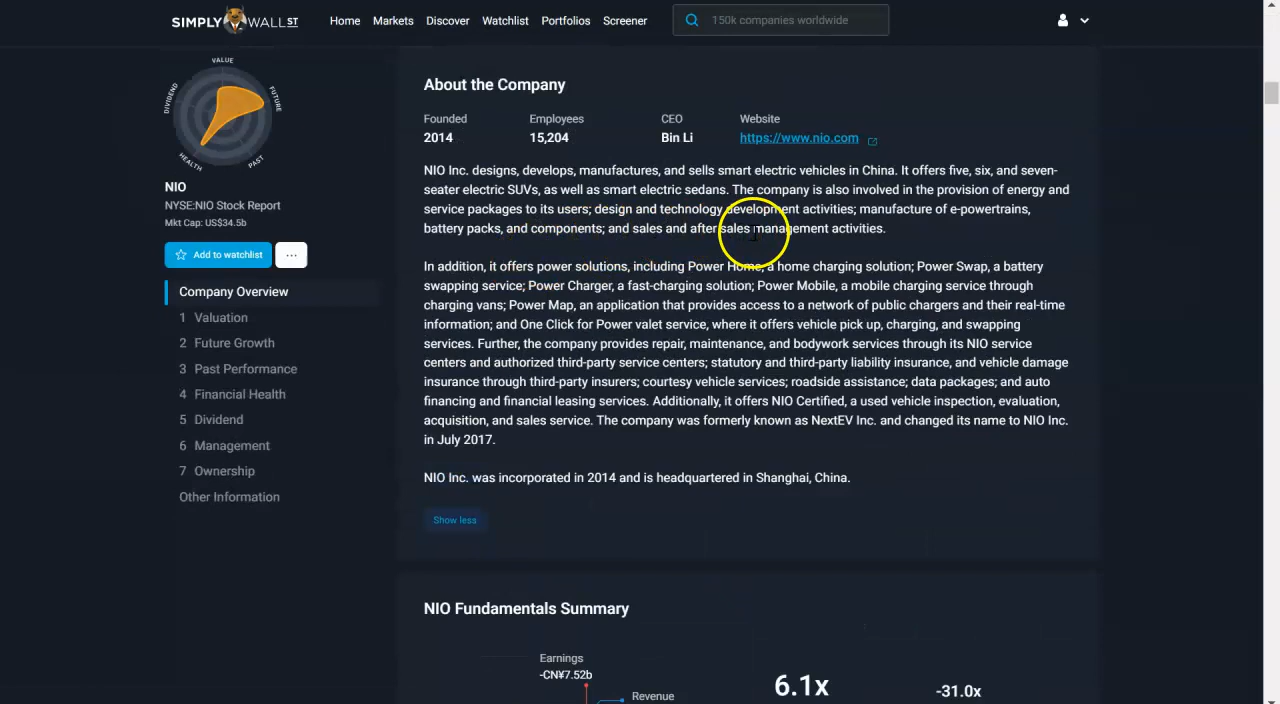 SIMPLY WALL ST
Home Markets Discover Watchlist Portfolios Screener
150k companies worldwide
VALUE
FUTURE
PAST
HEALTH
DIVIDEND
NIO
NYSE:NIO Stock Report
Mkt Cap: US$34.5b
Add to watchlist
...
Company Overview
1 Valuation
2 Future Growth
3 Past Performance
4 Financial Health
5 Dividend
6 Management
7 Ownership
Other Information
About the Company
Founded Employees CEO Website
2014 15,204 Bin Li https://www.nio.com
NIO Inc. designs, develops, manufactures, and sells smart electric vehicles in China. It offers five, six, and seven-
seater electric SUVs, as well as smart electric sedans. The company is also involved in the provision of energy and
service packages to its users; design and technology development activities; manufacture of e-powertrains,
battery packs, and components; and sales and after sales management activities.
In addition, it offers power solutions, including Power Home, a home charging solution; Power Swap, a battery
swapping service; Power Charger, a fast-charging solution; Power Mobile, a mobile charging service through
charging vans; Power Map, an application that provides access to a network of public chargers and their real-time
information; and One Click for Power valet service, where it offers vehicle pick up, charging, and swapping
services. Further, the company provides repair, maintenance, and bodywork services through its NIO service
centers and authorized third-party service centers; statutory and third-party liability insurance, and vehicle damage
insurance through third-party insurers; courtesy vehicle services; roadside assistance; data packages; and auto
financing and financial leasing services. Additionally, it offers NIO Certified, a used vehicle inspection, evaluation,
acquisition, and sales service. The company was formerly known as NextEV Inc. and changed its name to NIO Inc.
in July 2017.
NIO Inc. was incorporated in 2014 and is headquartered in Shanghai, China.
Show less
NIO Fundamentals Summary
Earnings
-CN¥7.52b
Revenue
6.1x
-31.0x